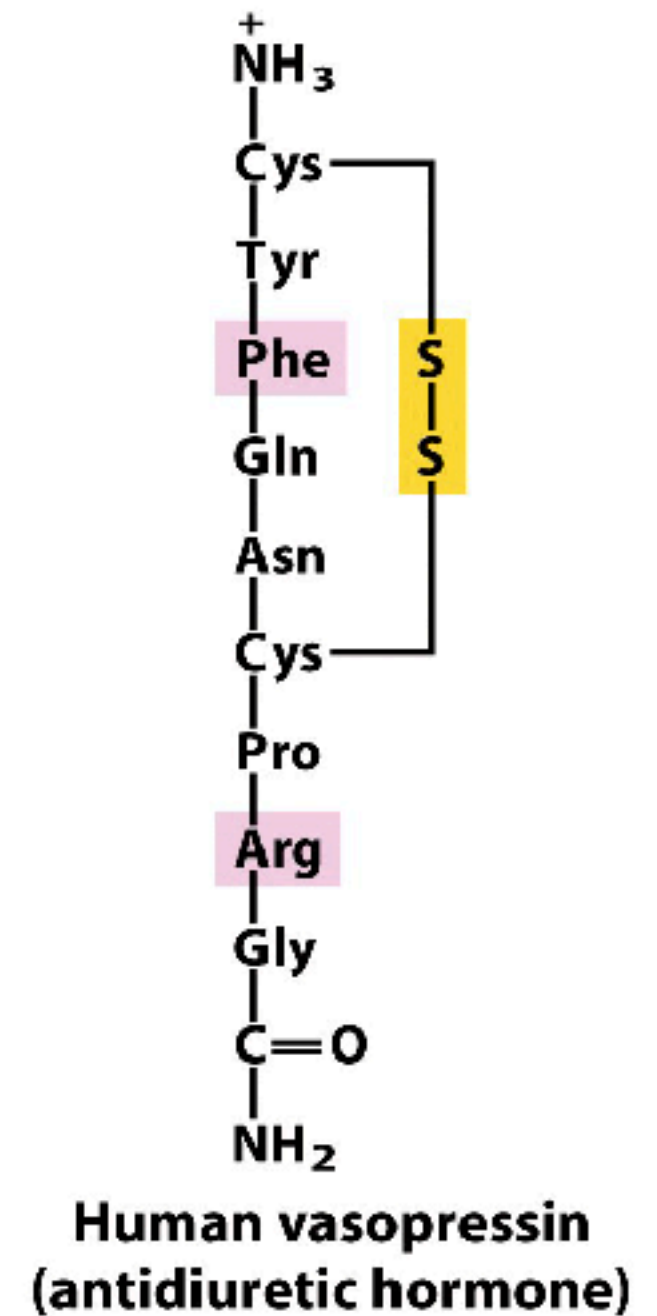 +
NH3
Cys
Tyr
Phe S
Gln S
Asn
Cys
Pro
Arg
Gly
C=O
NH2
Human vasopressin
(antidiuretic hormone)